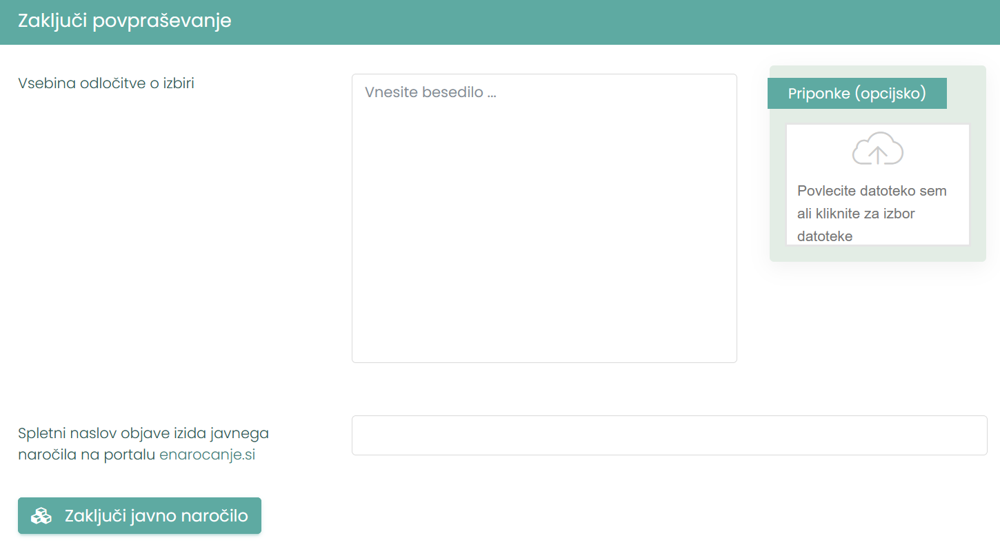 Zaključi povpraševanje
Vsebina odločitve o izbiri
Vnesite besedilo ...
Priponke (opcijsko)
Povlecite datoteko sem
ali kliknite za izbor
datoteke
Spletni naslov objave izida javnega
naročila na portalu enarocanje.si
Zaključi javno naročilo